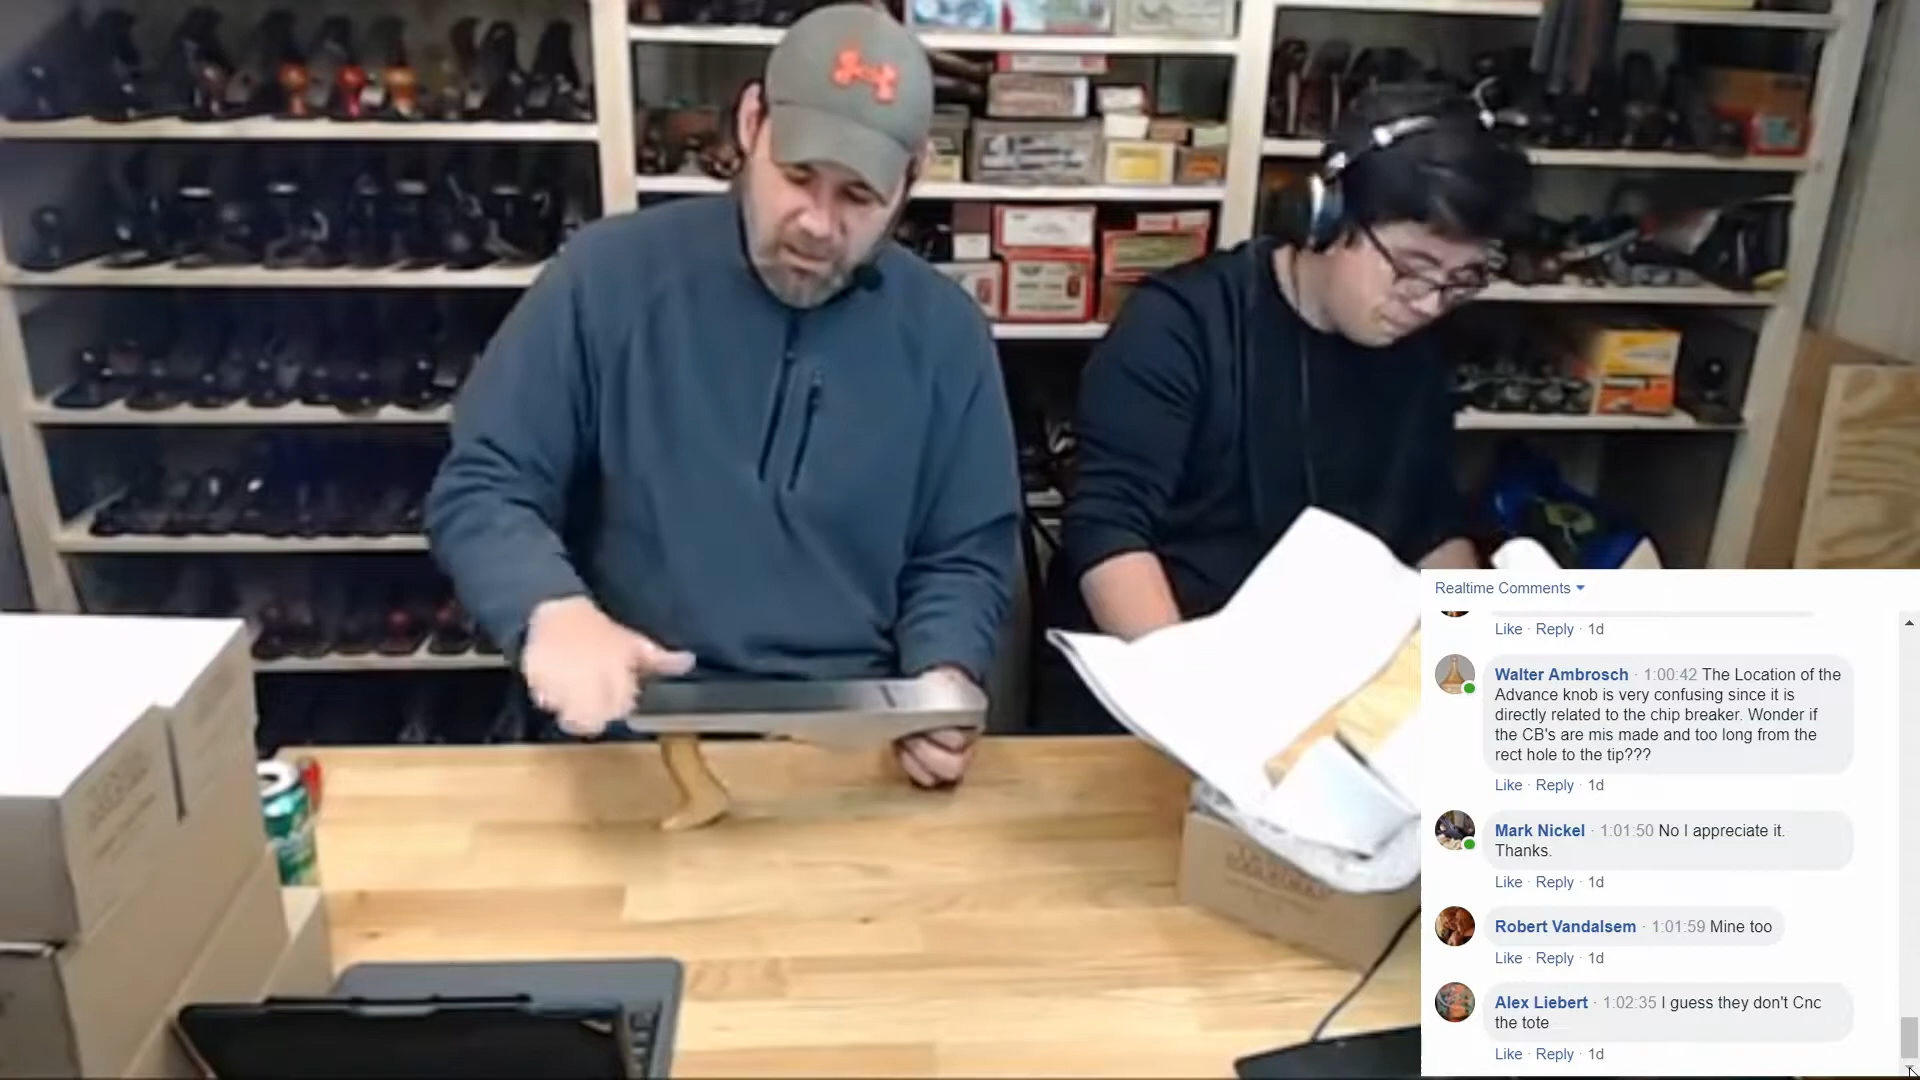 Realtime Comments
Like · Reply · 1d
Walter Ambrosch · 1:00:42 The Location of the
Advance knob is very confusing since it is
directly related to the chip breaker. Wonder if
the CB's are mis made and too long from the
rect hole to the tip???
Like · Reply · 1d
Mark Nickel · 1:01:50 No I appreciate it.
Thanks.
Like · Reply · 1d
Robert Vandalsem · 1:01:59 Mine too
Like · Reply · 1d
Alex Liebert · 1:02:35 I guess they don't Cnc
the tote
Like · Reply · 1d